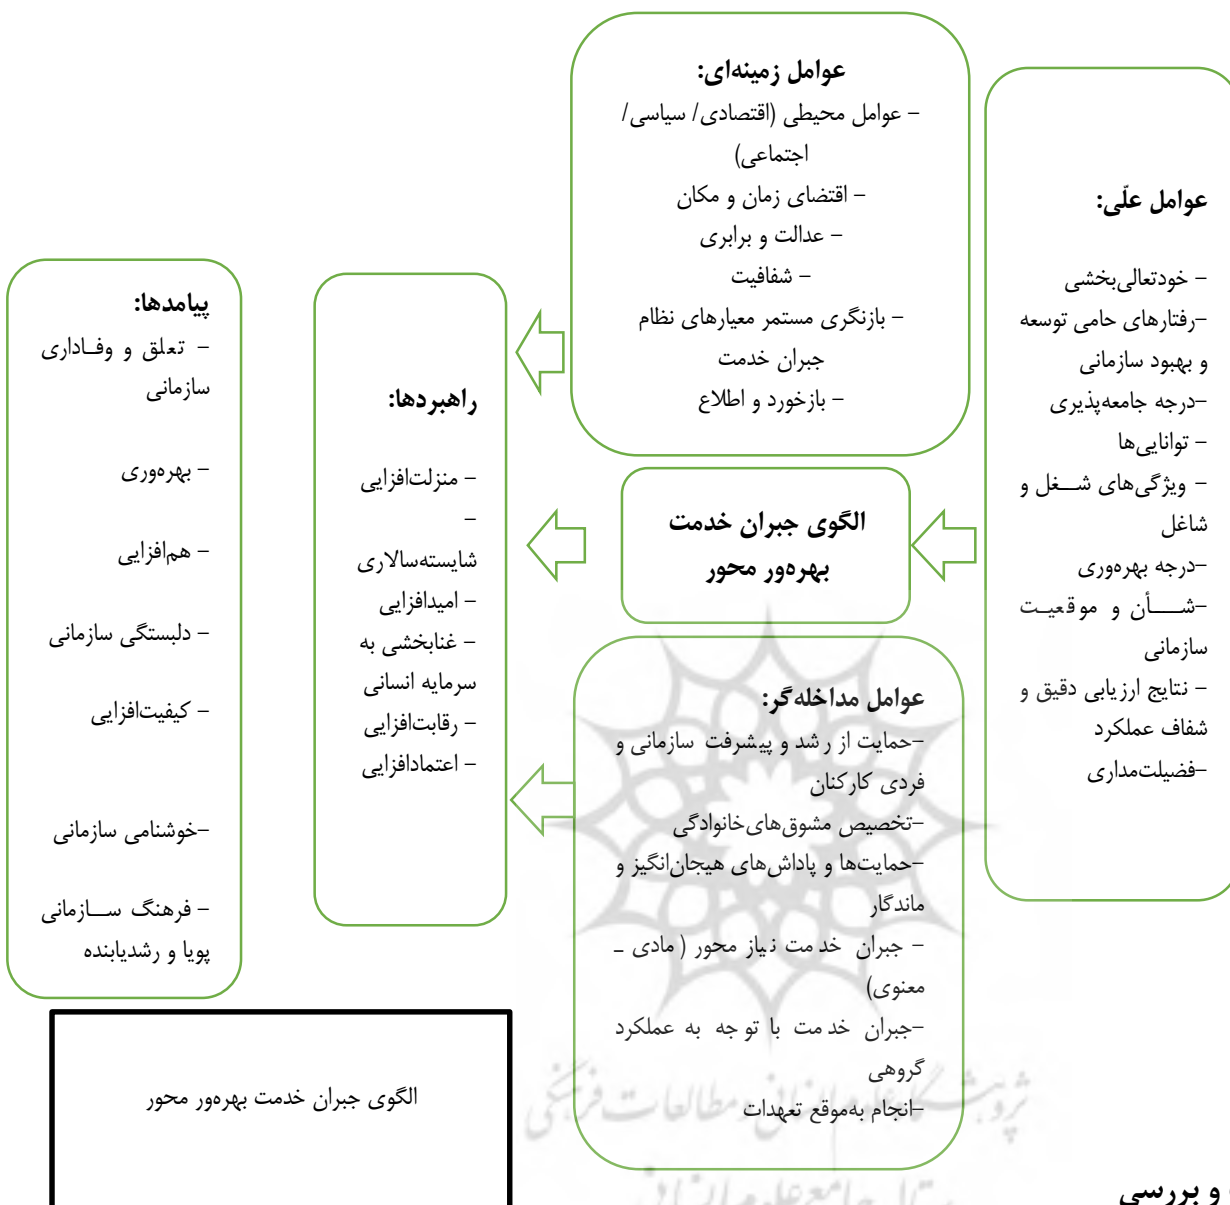 عوامل علّی:
- خودتعالی‌بخشی
-رفتارهای حامی توسعه
و بهبود سازمانی
-درجه جامعه‌پذیری
- توانایی‌ها
- ویژگی‌های شغل و
شاغل
-درجه بهره‌وری
-شأن و موقعیت
سازمانی
- نتایج ارزیابی دقیق و
شفاف عملکرد
-فضیلت‌مداری
عوامل زمینه‌ای:
- عوامل محیطی (اقتصادی/ سیاسی/
اجتماعی)
- اقتضای زمان و مکان
- عدالت و برابری
- شفافیت
- بازنگری مستمر معیارهای نظام
جبران خدمت
- بازخورد و اطلاع
الگوی جبران خدمت
بهره‌ور محور
عوامل مداخله‌گر:
-حمایت از رشد و پیشرفت سازمانی و
فردی کارکنان
-تخصیص مشوق‌های‌خانوادگی
-حمایت‌ها و پاداش‌های هیجان‌انگیز و
ماندگار
- جبران خدمت نیاز محور ( مادی ـ
معنوی)
-جبران خدمت با توجه به عملکرد
گروهی
-انجام به‌موقع تعهدات
راهبردها:
- منزلت‌افزایی
-
شایسته‌سالاری
- امیدافزایی
- غنابخشی به
سرمایه انسانی
- رقابت‌افزایی
- اعتمادافزایی
پیامدها:
- تعلق و وفـاداری
سازمانی
- بهره‌وری
- هم‌افزایی
- دلبستگی سازمانی
- کیفیت‌افزایی
-خوشنامی سازمانی
- فرهنگ سـازمانی
پویا و رشدیابنده
الگوی جبران خدمت بهره‌ور محور
پژوهشگاه علوم انسانی و مطالعات فرهنگی
و بررسی